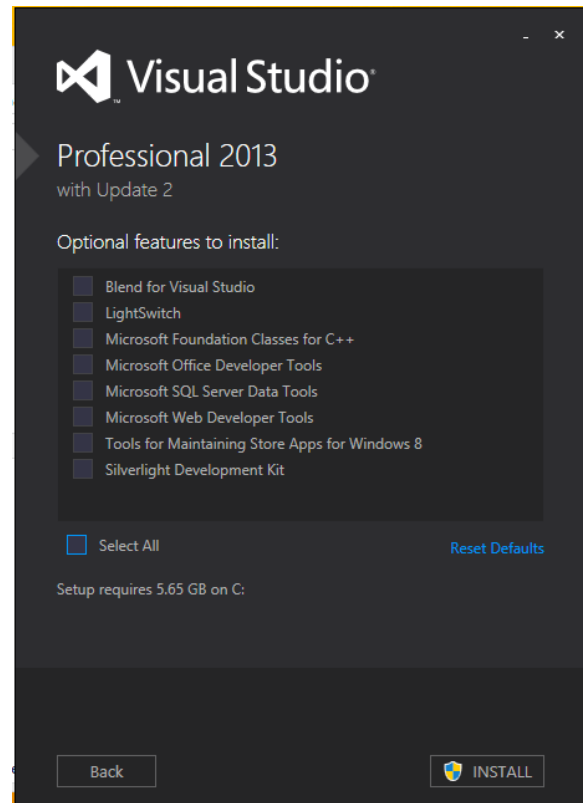 Visual Studio
Professional 2013
with Update 2
Optional features to install:
Blend for Visual Studio
LightSwitch
Microsoft Foundation Classes for C++
Microsoft Office Developer Tools
Microsoft SQL Server Data Tools
Microsoft Web Developer Tools
Tools for Maintaining Store Apps for Windows 8
Silverlight Development Kit
Select All Reset Defaults
Setup requires 5.65 GB on C:
Back INSTALL